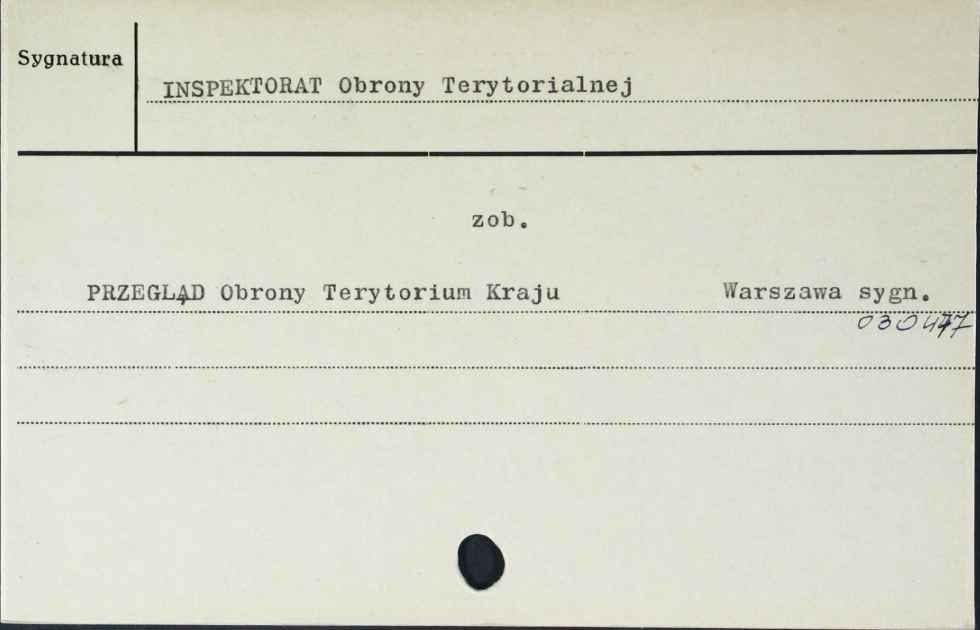 Sygnatura
INSPEKTORAT Obrony Terytorialnej
zob.
PRZEGLĄD Obrony Terytorium Kraju Warszawa sygn.
030477